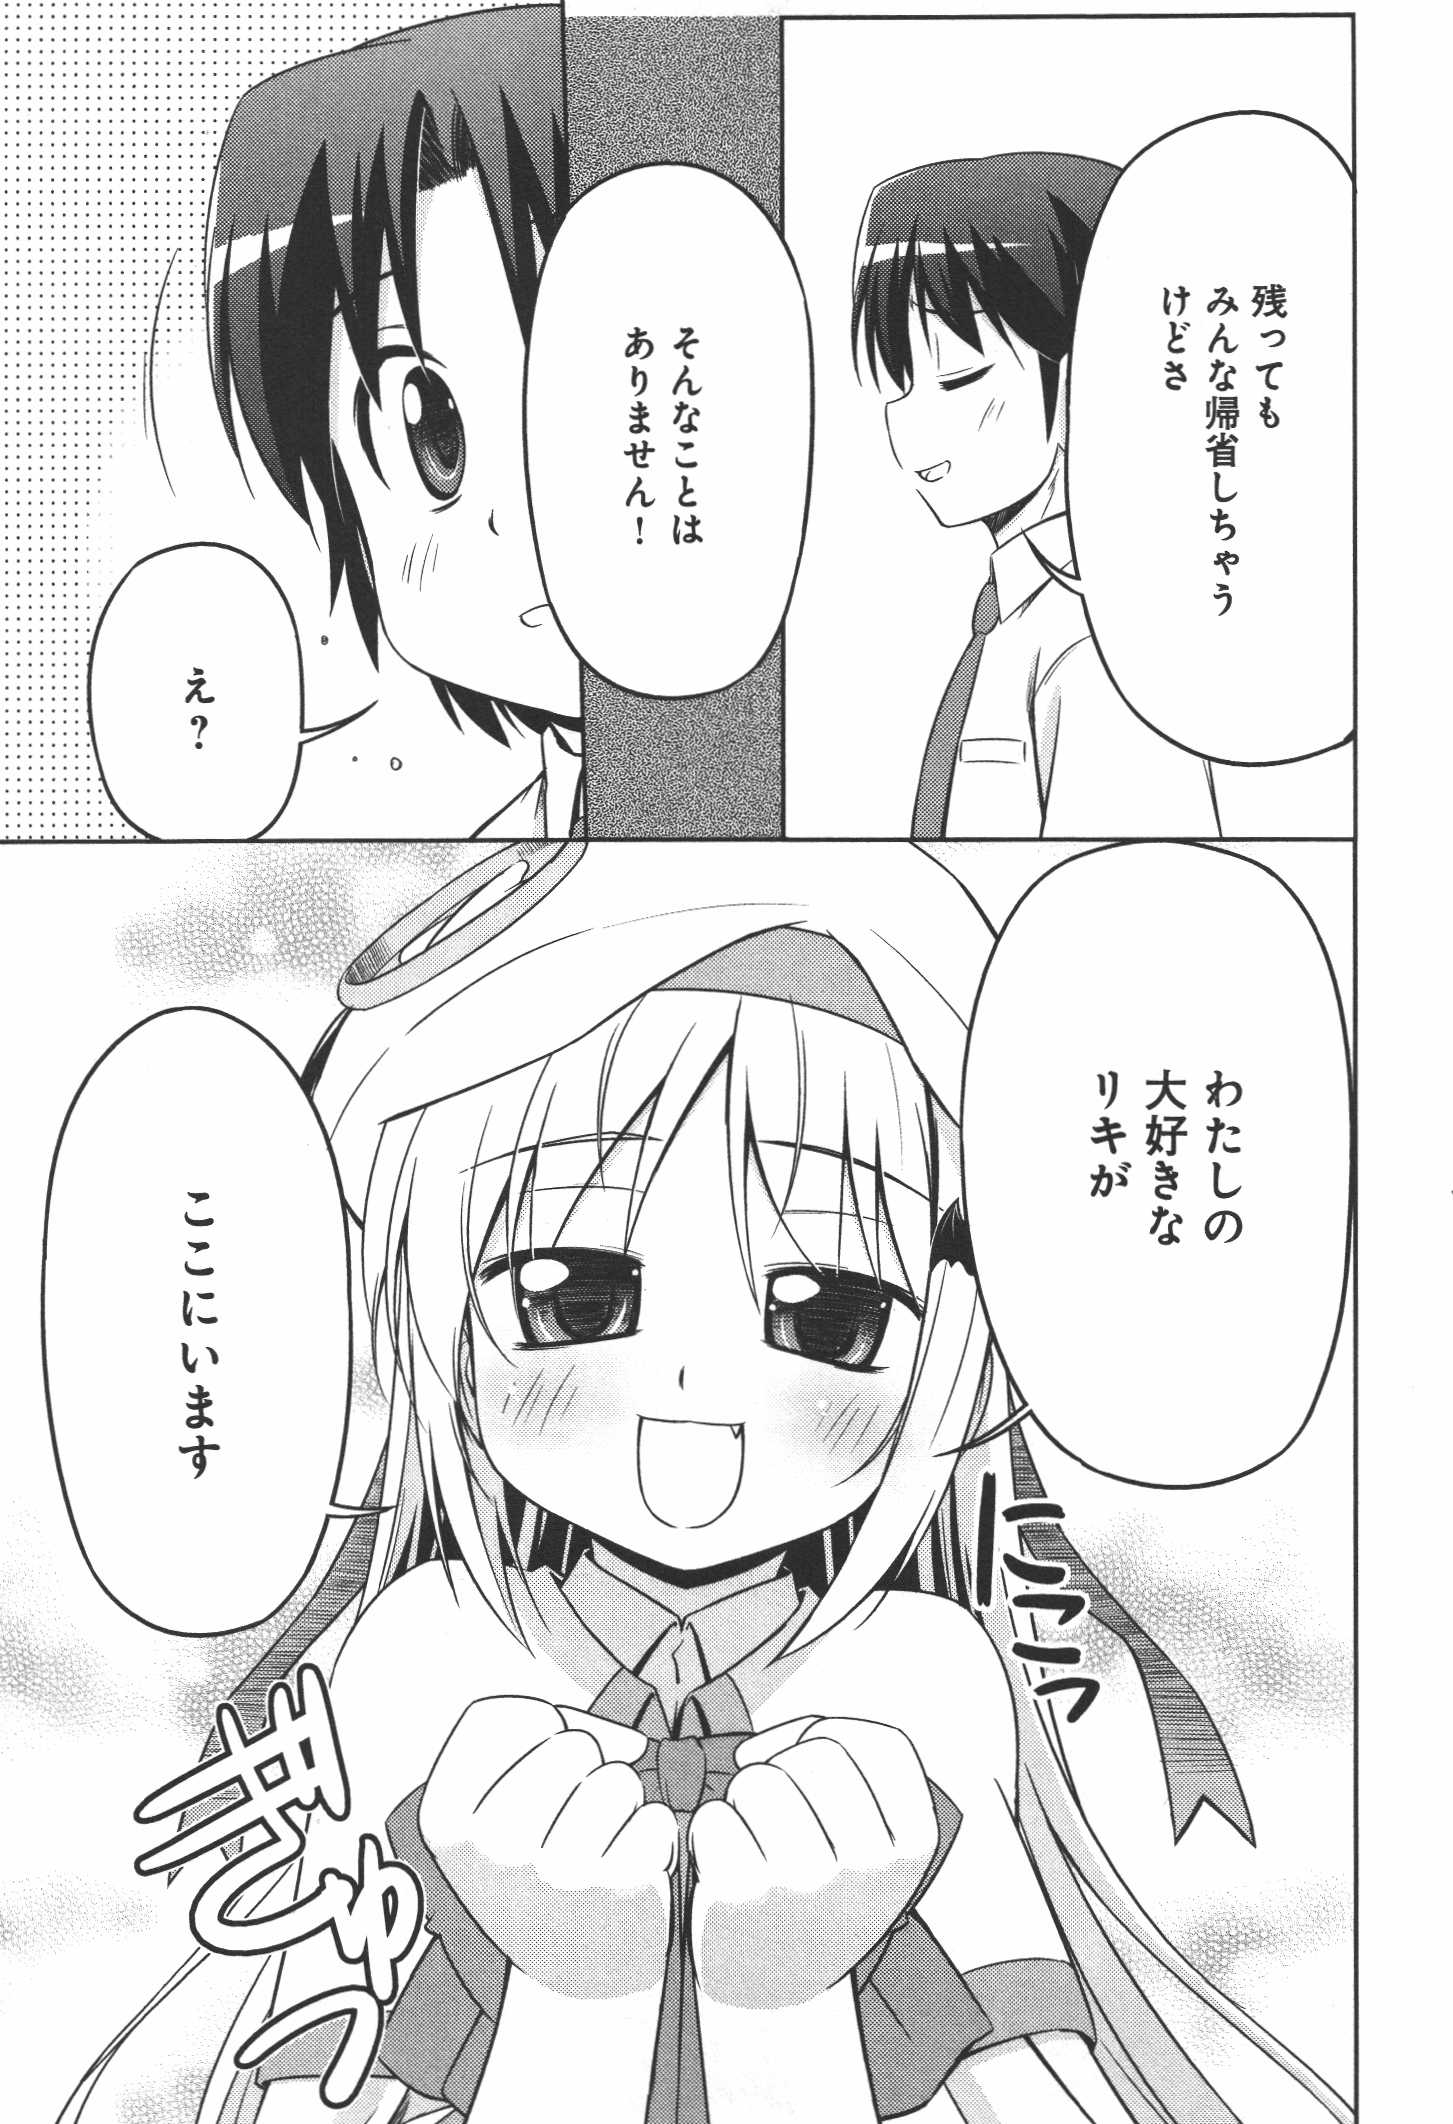 残っても
みんな帰省しちゃう
けどさ
そんなことは
ありません！
え？
わたしの
大好きな
リキが
ここにいます
にこっ
ぎゅっ